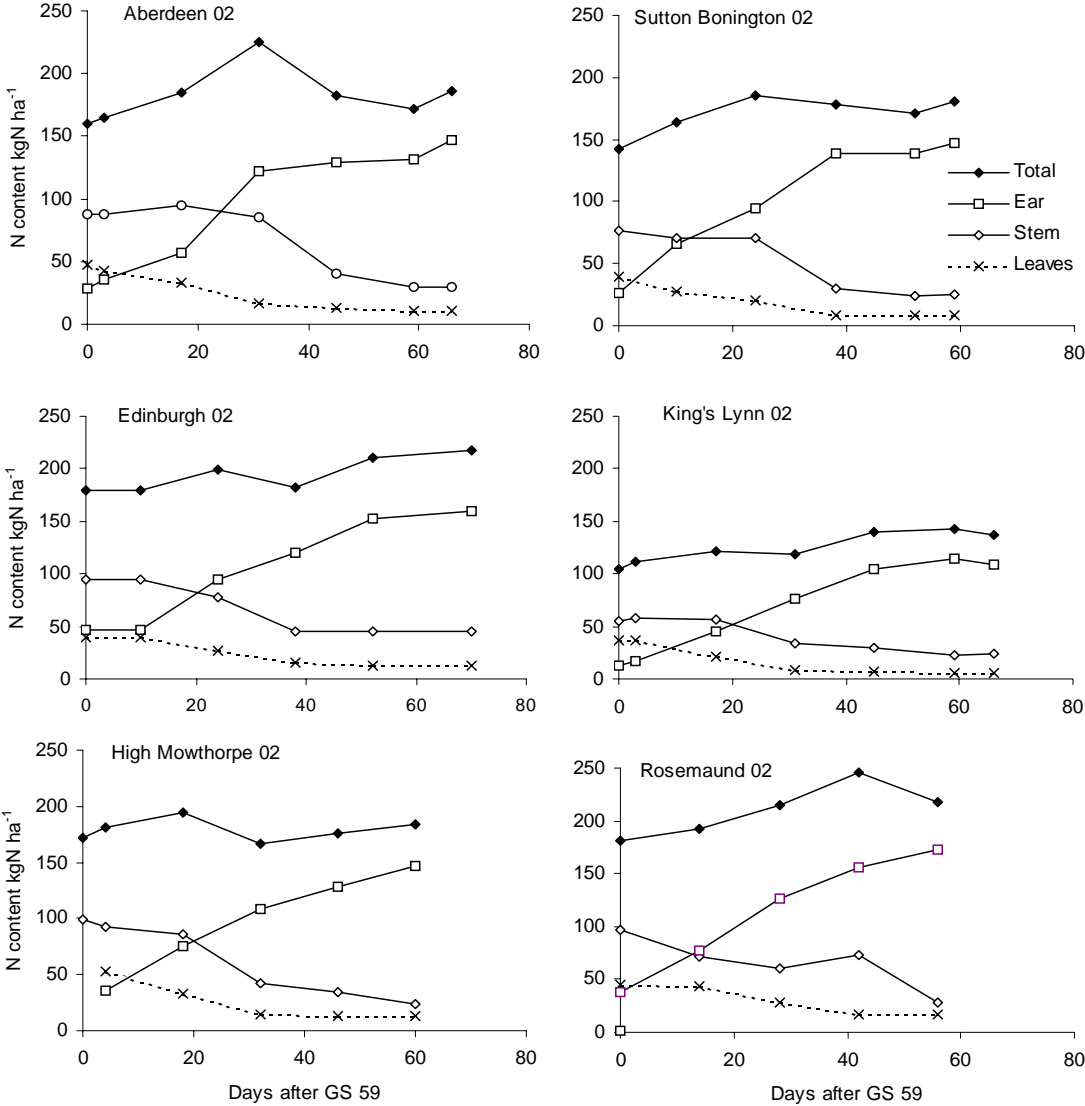 Aberdeen 02
N content kgN ha-1
250
200
150
100
50
0
0 20 40 60 80
Sutton Bonington 02
250
200
150
100
50
0
0 20 40 60 80
Total
Ear
Stem
Leaves
Edinburgh 02
N content kgN ha-1
250
200
150
100
50
0
0 20 40 60 80
King's Lynn 02
250
200
150
100
50
0
0 20 40 60 80
High Mowthorpe 02
N content kgN ha-1
250
200
150
100
50
0
0 20 40 60 80
Days after GS 59
Rosemaund 02
250
200
150
100
50
0
0 20 40 60 80
Days after GS 59